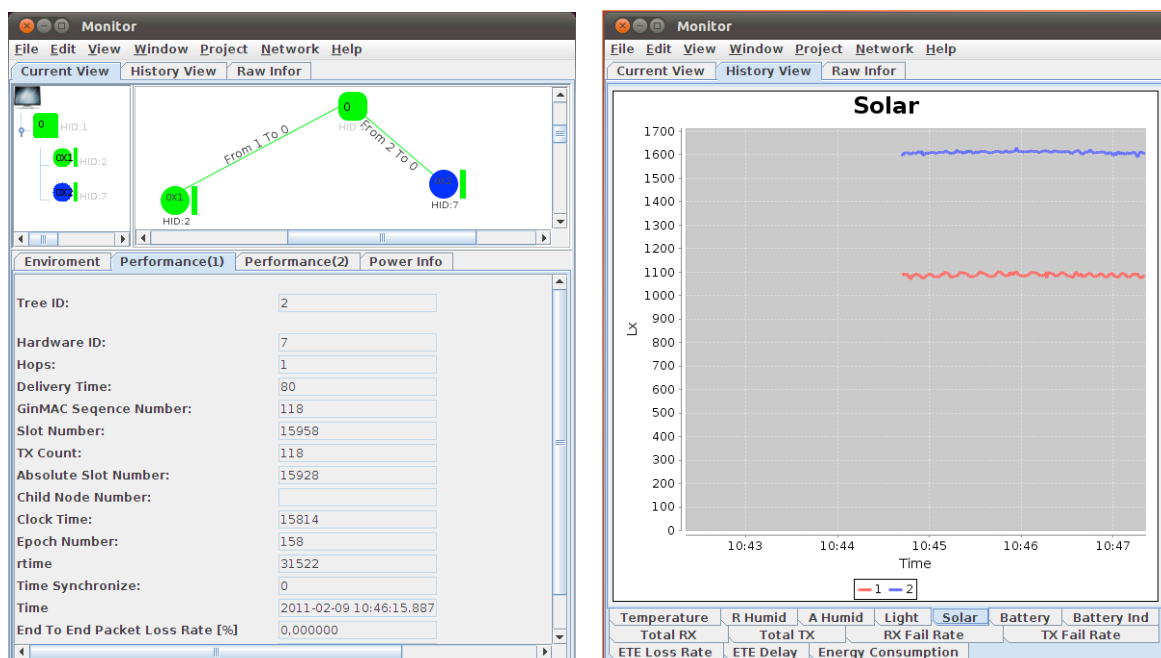 Monitor
File Edit View Window Project Network Help
Current View History View Raw Infor
0 HID:1
0X1 HID:2
HID:7
0
From 1 To 0
From 2 To 0
0X1
HID:2
HID:7
Enviroment Performance(1) Performance(2) Power Info
Tree ID: 2
Hardware ID: 7
Hops: 1
Delivery Time: 80
GinMAC Seqence Number: 118
Slot Number: 15958
TX Count: 118
Absolute Slot Number: 15928
Child Node Number:
Clock Time: 15814
Epoch Number: 158
rtime 31522
Time Synchronize: 0
Time 2011-02-09 10:46:15.887
End To End Packet Loss Rate [%] 0,000000
Monitor
File Edit View Window Project Network Help
Current View History View Raw Infor
Solar
1700
1600
1500
1400
1300
1200
1100
1000
900
800
700
600
500
400
300
200
100
0
Lx
10:43 10:44 10:45 10:46 10:47
Time
1 2
Temperature R Humid A Humid Light Solar Battery Battery Ind
Total RX Total TX RX Fail Rate TX Fail Rate
ETE Loss Rate ETE Delay Energy Consumption